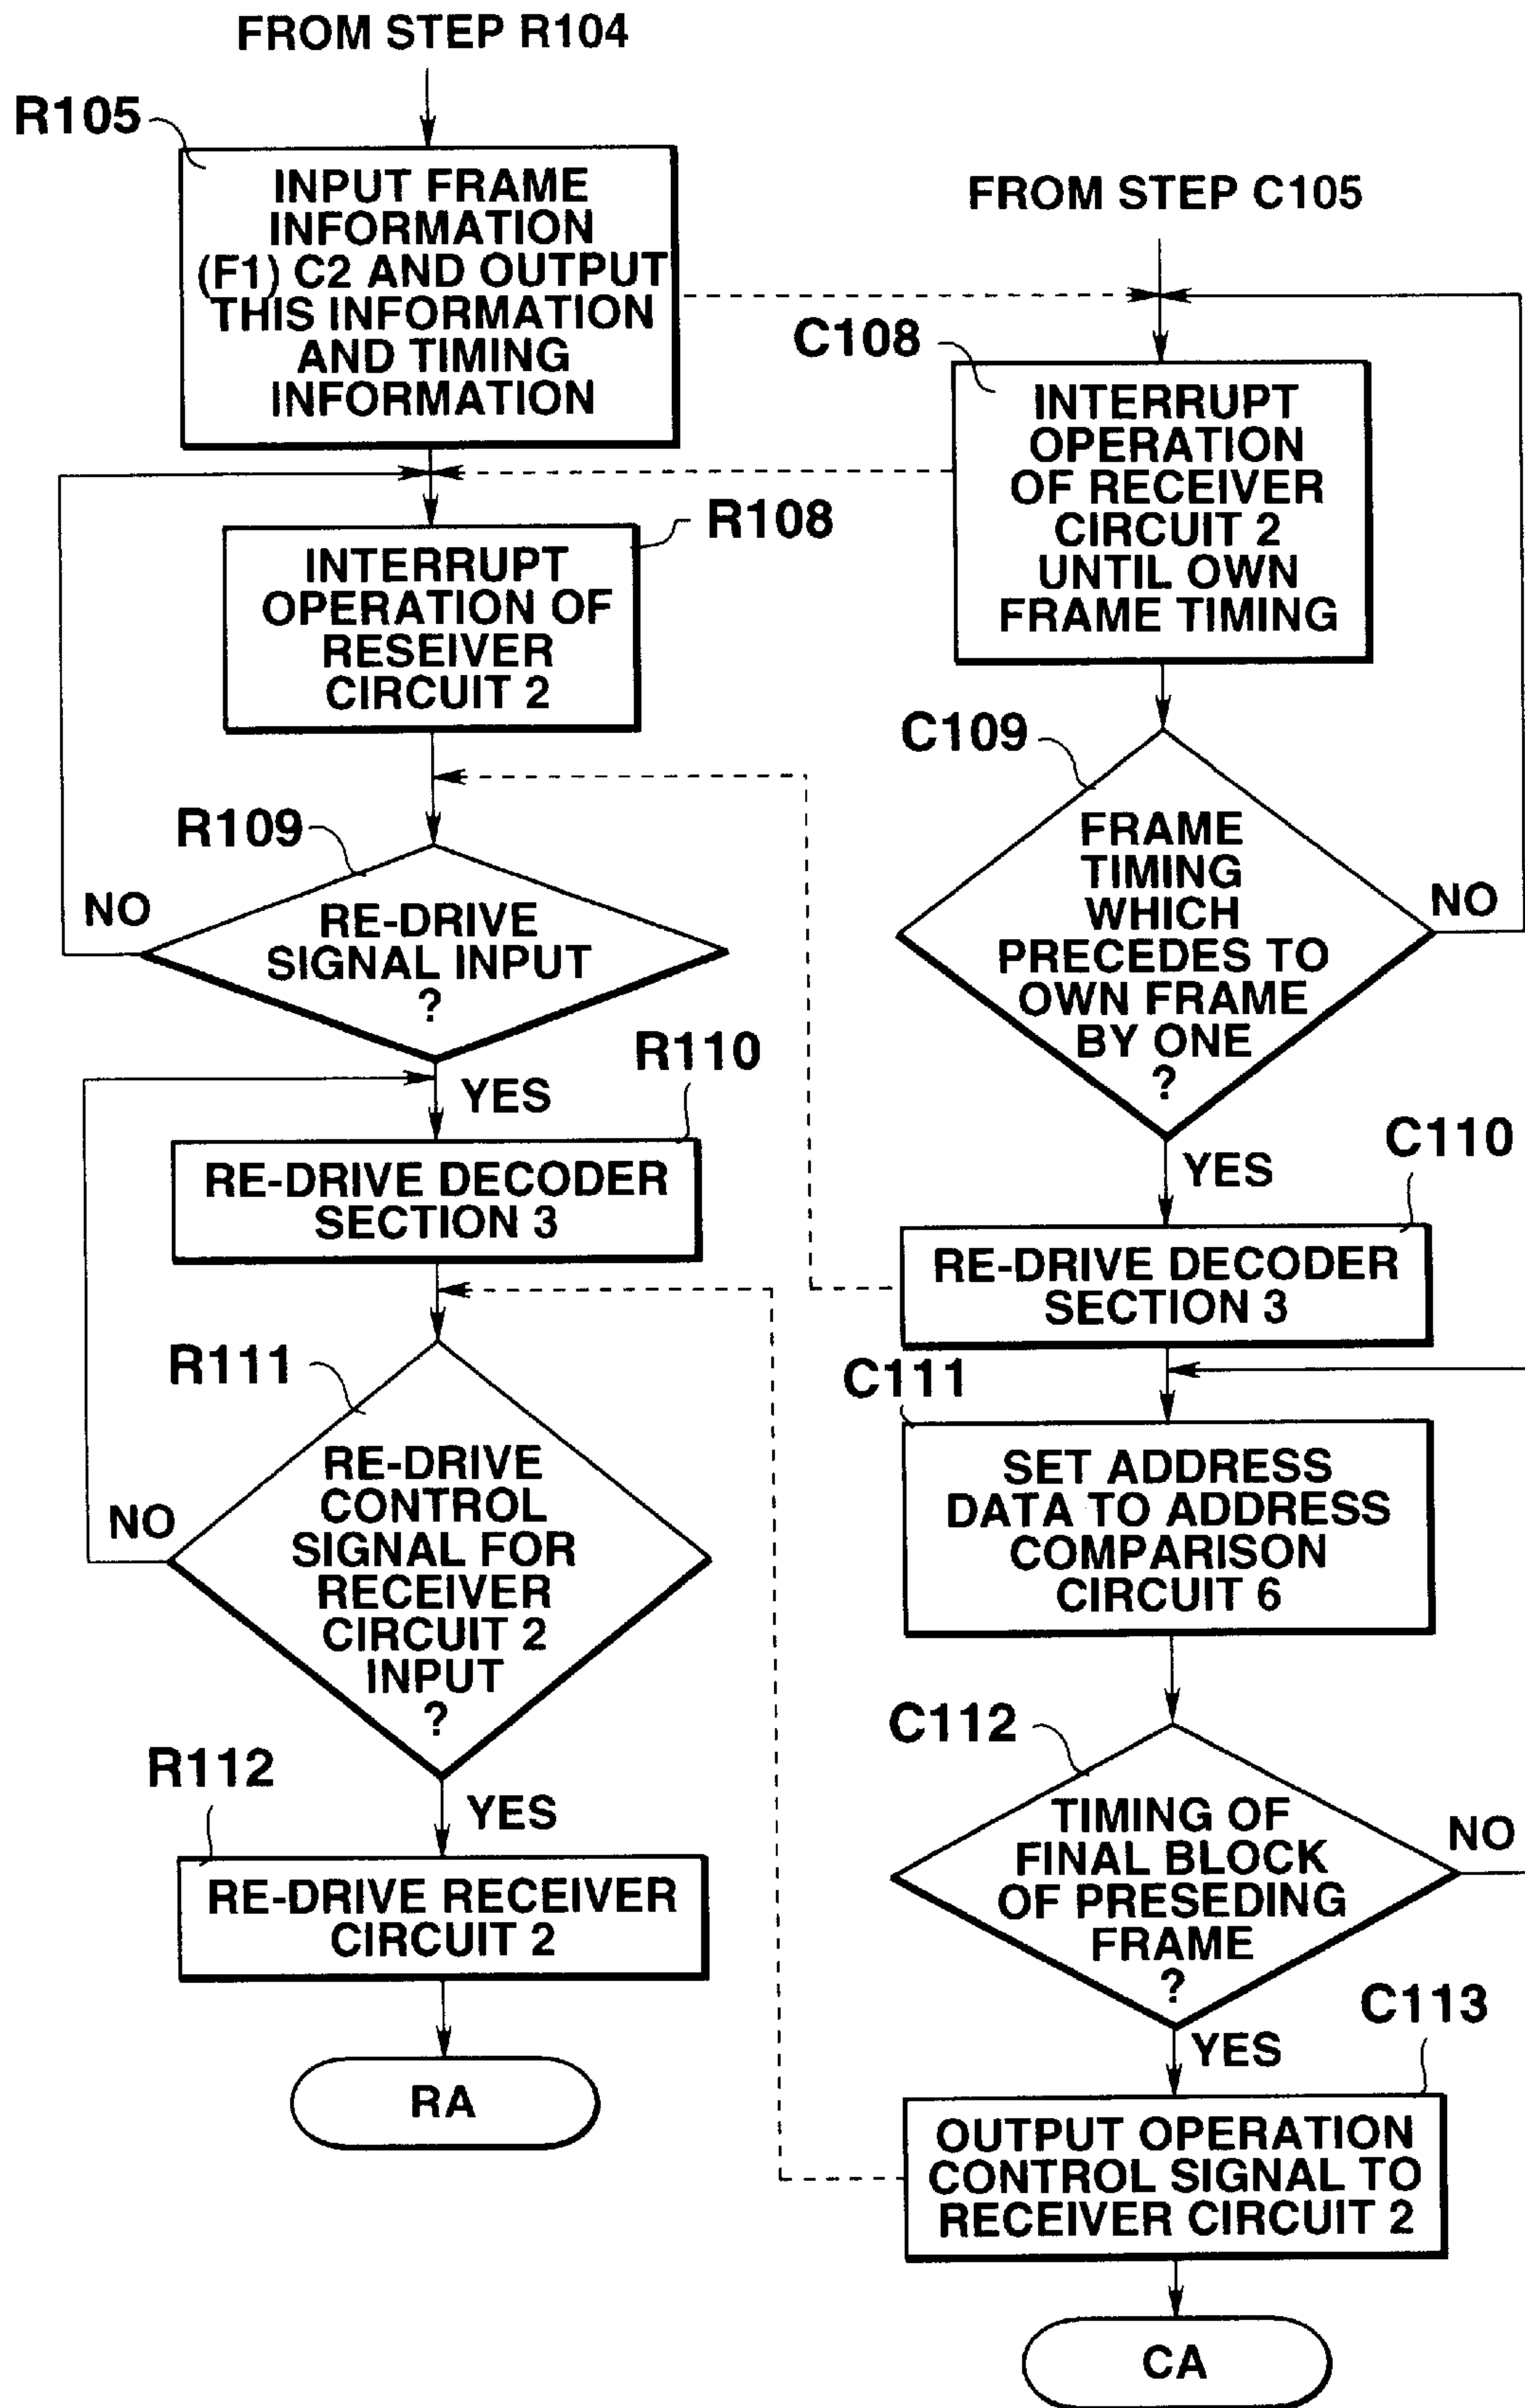 FROM STEP R104
R105
INPUT FRAME
INFORMATION
(F1) C2 AND OUTPUT
THIS INFORMATION
AND TIMING
INFORMATION
R108
INTERRUPT
OPERATION OF
RESEIVER
CIRCUIT 2
R109
NO
RE-DRIVE
SIGNAL INPUT
?
YES
R110
RE-DRIVE DECODER
SECTION 3
R111
NO
RE-DRIVE
CONTROL
SIGNAL FOR
RECEIVER
CIRCUIT 2
INPUT
?
YES
R112
RE-DRIVE RECEIVER
CIRCUIT 2
RA
FROM STEP C105
C108
INTERRUPT
OPERATION
OF RECEIVER
CIRCUIT 2
UNTIL OWN
FRAME TIMING
C109
FRAME
TIMING
WHICH
PRECEDES TO
OWN FRAME
BY ONE
?
NO
YES
C110
RE-DRIVE DECODER
SECTION 3
C111
SET ADDRESS
DATA TO ADDRESS
COMPARISON
CIRCUIT 6
C112
TIMING OF
FINAL BLOCK
OF PRESEDING
FRAME
?
NO
YES
C113
OUTPUT OPERATION
CONTROL SIGNAL TO
RECEIVER CIRCUIT 2
CA